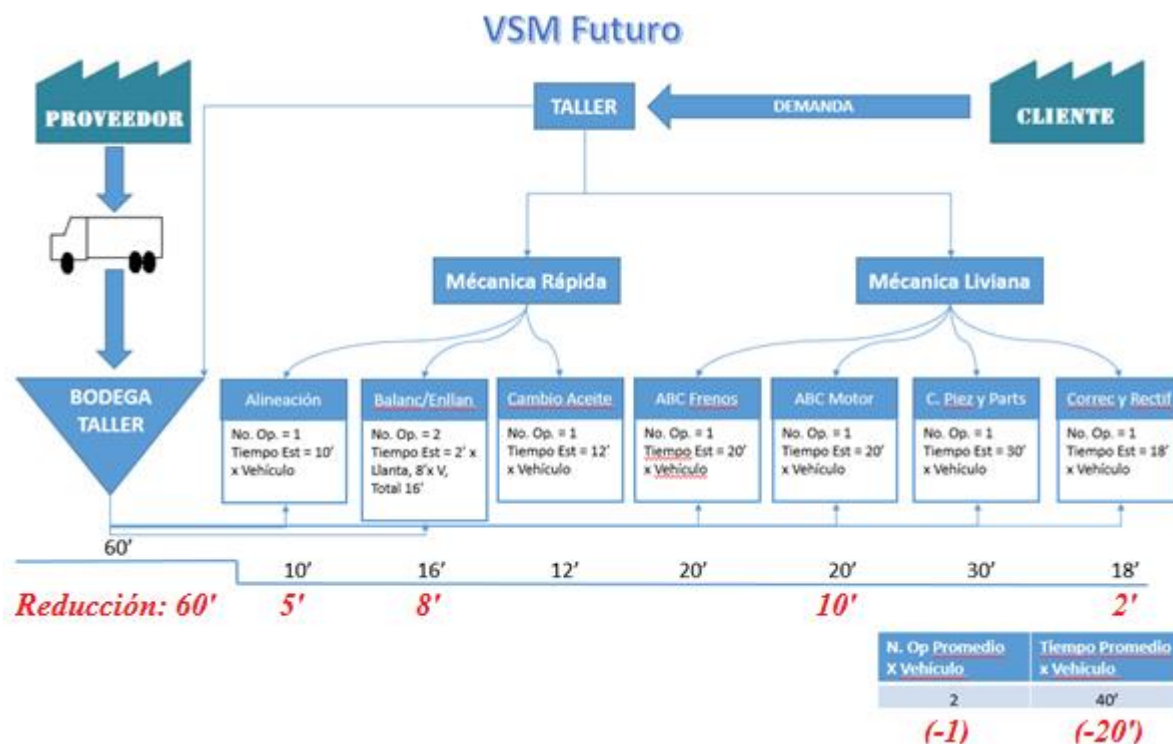 VSM Futuro
PROVEEDOR
TALLER
DEMANDA
CLIENTE
Mécanica Rápida
Mécanica Liviana
BODEGA
TALLER
Alineación
No. Op. = 1
Tiempo Est = 10'
x Vehículo
Balanc/Enllan
No. Op. = 2
Tiempo Est = 2' x
Llanta, 8'x V,
Total 16'
Cambio Aceite
No. Op. = 1
Tiempo Est = 12'
x Vehículo
ABC Frenos
No. Op. = 1
Tiempo Est = 20'
x Vehículo
ABC Motor
No. Op. = 1
Tiempo Est = 20'
x Vehículo
C. Piez y Parts
No. Op. = 1
Tiempo Est = 30'
x Vehículo
Correc y Rectif
No. Op. = 1
Tiempo Est = 18'
x Vehículo
60'
10' 16' 12' 20' 20' 30' 18'
Reducción: 60' 5' 8' 10' 2'
N. Op Promedio
X Vehículo
Tiempo Promedio
x Vehículo
2 40'
(-1) (-20')